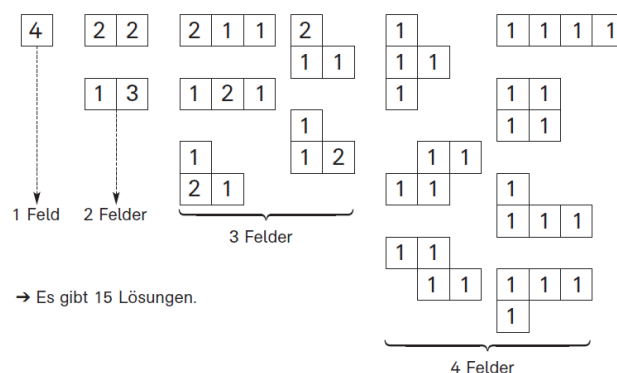 4 2 2 2 1 1 2 1 1 1 1 1
1 1 1 1
1 3 1 2 1 1 1 1
1 1 1
1 1 2 1 1
2 1 1 1 1
1 Feld 2 Felder 1 1 1
3 Felder
1 1
1 1 1 1 1
→ Es gibt 15 Lösungen.
1
4 Felder